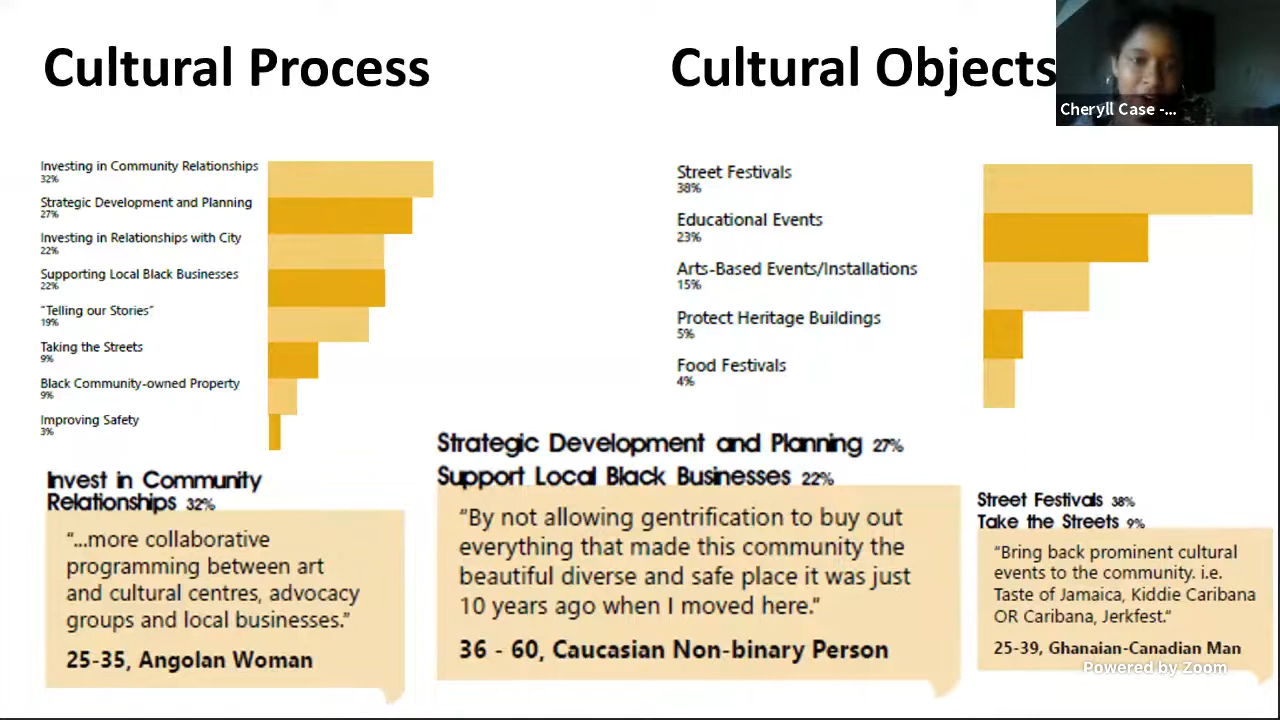 Cultural Process
Cultural Objects
Cheryll Case -...
Investing in Community Relationships
32%
Strategic Development and Planning
27%
Investing in Relationships with City
22%
Supporting Local Black Businesses
22%
"Telling our Stories"
19%
Taking the Streets
9%
Black Community-owned Property
9%
Improving Safety
3%
Street Festivals
38%
Educational Events
23%
Arts-Based Events/Installations
15%
Protect Heritage Buildings
5%
Food Festivals
4%
Invest in Community
Relationships 32%
"...more collaborative
programming between art
and cultural centres, advocacy
groups and local businesses."
25-35, Angolan Woman
Strategic Development and Planning 27%
Support Local Black Businesses 22%
"By not allowing gentrification to buy out
everything that made this community the
beautiful diverse and safe place it was just
10 years ago when I moved here."
36 - 60, Caucasian Non-binary Person
Street Festivals 38%
Take the Streets 9%
"Bring back prominent cultural
events to the community. i.e.
Taste of Jamaica, Kiddie Caribana
OR Caribana, Jerkfest."
25-39, Ghanaian-Canadian Man
Powered by Zoom